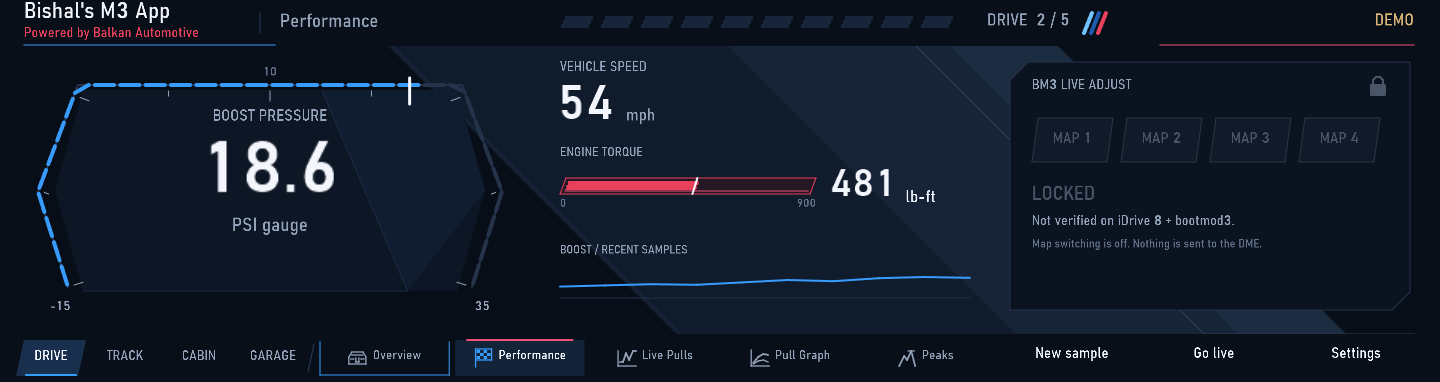 Bishal's M3 App
Powered by Balkan Automotive
Performance
DRIVE 2 / 5
DEMO
10
BOOST PRESSURE
18.6
PSI gauge
-15
35
VEHICLE SPEED
54 mph
ENGINE TORQUE
481 lb-ft
0
900
BOOST / RECENT SAMPLES
BM3 LIVE ADJUST
MAP 1
MAP 2
MAP 3
MAP 4
LOCKED
Not verified on iDrive 8 + bootmod3.
Map switching is off. Nothing is sent to the DME.
DRIVE
TRACK
CABIN
GARAGE
Overview
Performance
Live Pulls
Pull Graph
Peaks
New sample
Go live
Settings